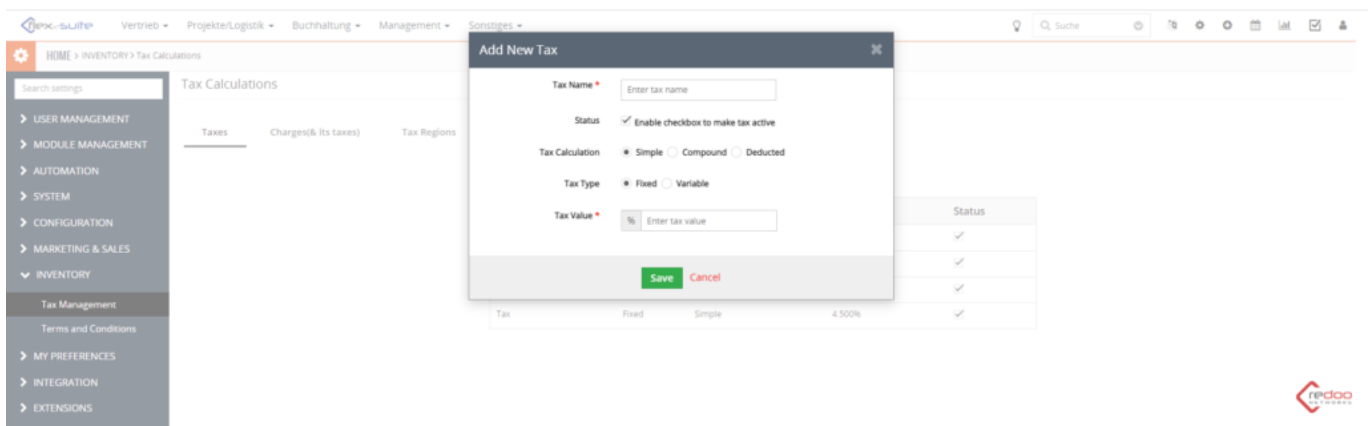 flex-suite Vertrieb Projekte/Logistik Buchhaltung Management Sonstiges Suche
HOME > INVENTORY > Tax Calculations
Search settings
USER MANAGEMENT
MODULE MANAGEMENT
AUTOMATION
SYSTEM
CONFIGURATION
MARKETING & SALES
INVENTORY
Tax Management
Terms and Conditions
MY PREFERENCES
INTEGRATION
EXTENSIONS
Tax Calculations
Taxes Charges(& its taxes) Tax Regions
Add New Tax
Tax Name * Enter tax name
Status Enable checkbox to make tax active
Tax Calculation Simple Compound Deducted
Tax Type Fixed Variable
Tax Value * % Enter tax value
Save Cancel
Status
Tax Fixed Simple 4.500%
redoo
NETWORKS